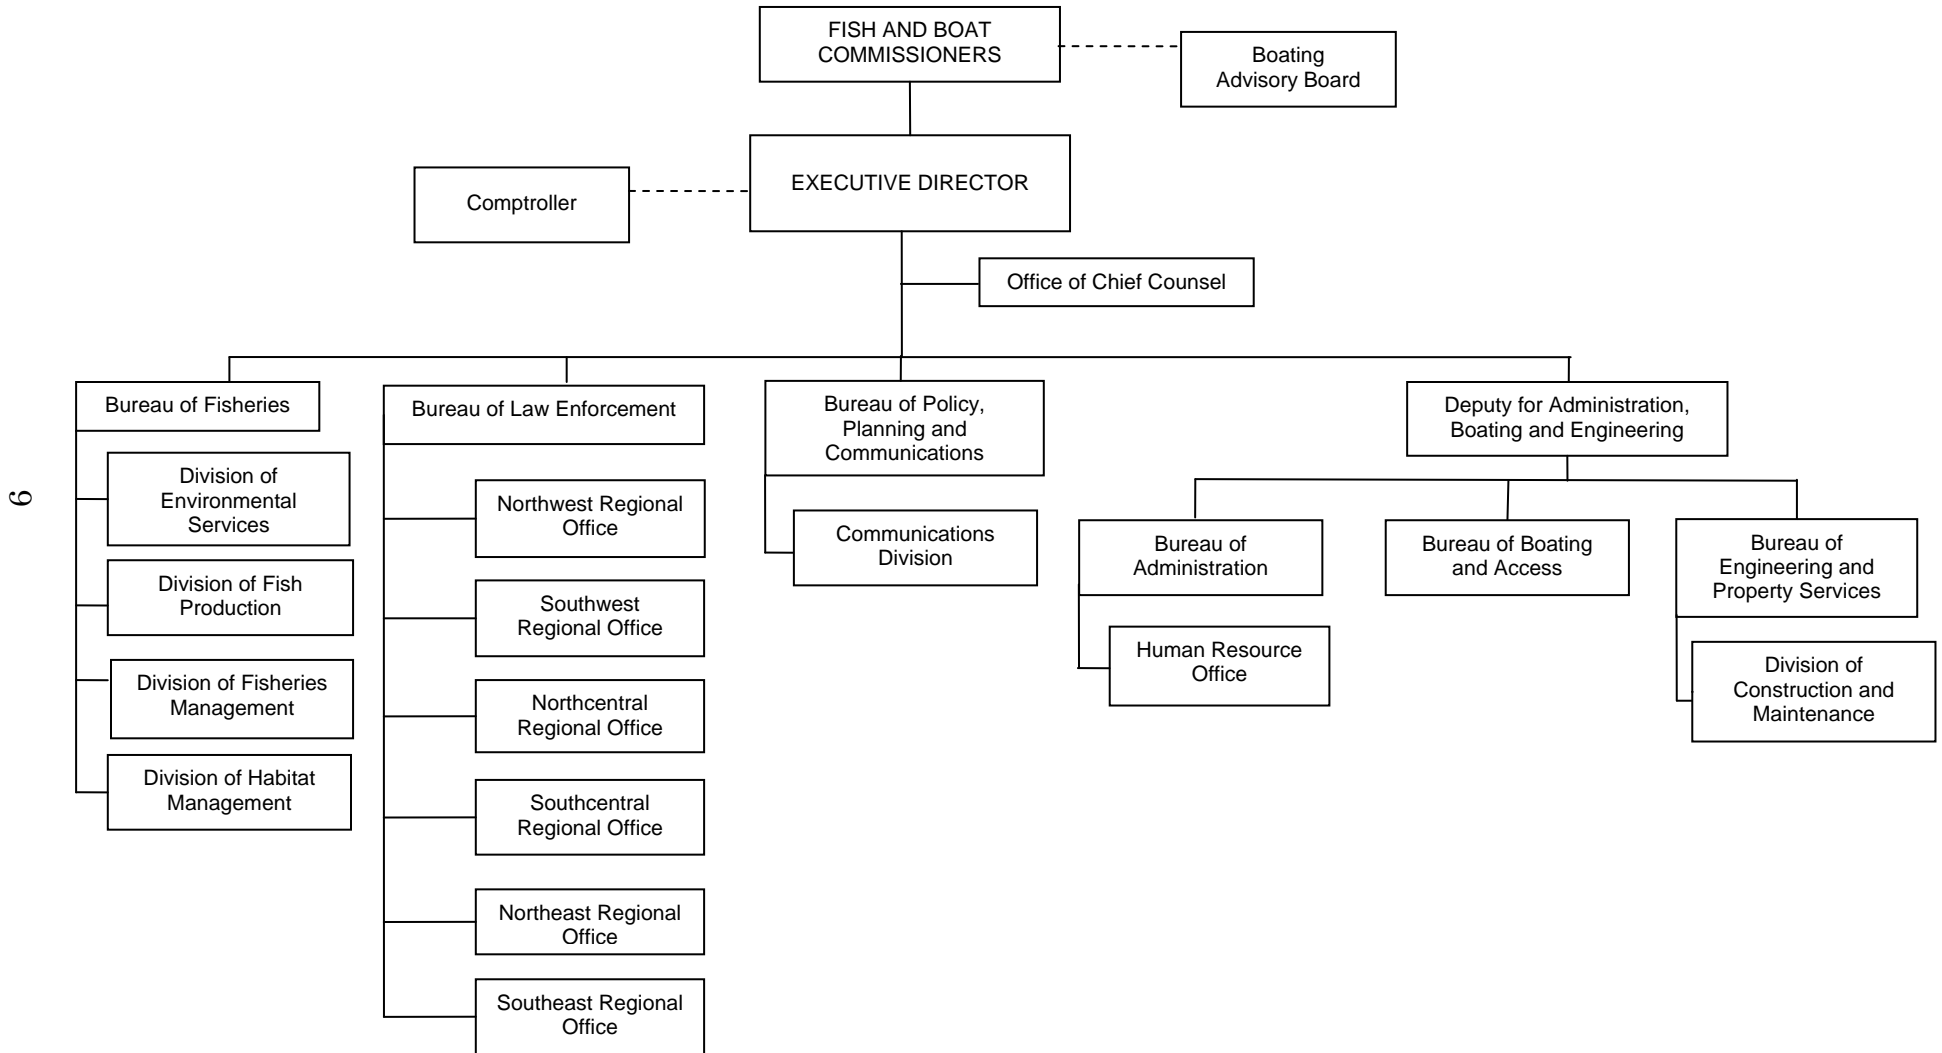 FISH AND BOAT
COMMISSIONERS
Boating
Advisory Board
EXECUTIVE DIRECTOR
Comptroller
Office of Chief Counsel
Bureau of Fisheries
Division of
Environmental
Services
Division of Fish
Production
Division of Fisheries
Management
Division of Habitat
Management
Bureau of Law Enforcement
Northwest Regional
Office
Southwest
Regional Office
Northcentral
Regional Office
Southcentral
Regional Office
Northeast Regional
Office
Southeast Regional
Office
Bureau of Policy,
Planning and
Communications
Communications
Division
Deputy for Administration,
Boating and Engineering
Bureau of
Administration
Human Resource
Office
Bureau of Boating
and Access
Bureau of
Engineering and
Property Services
Division of
Construction and
Maintenance
9